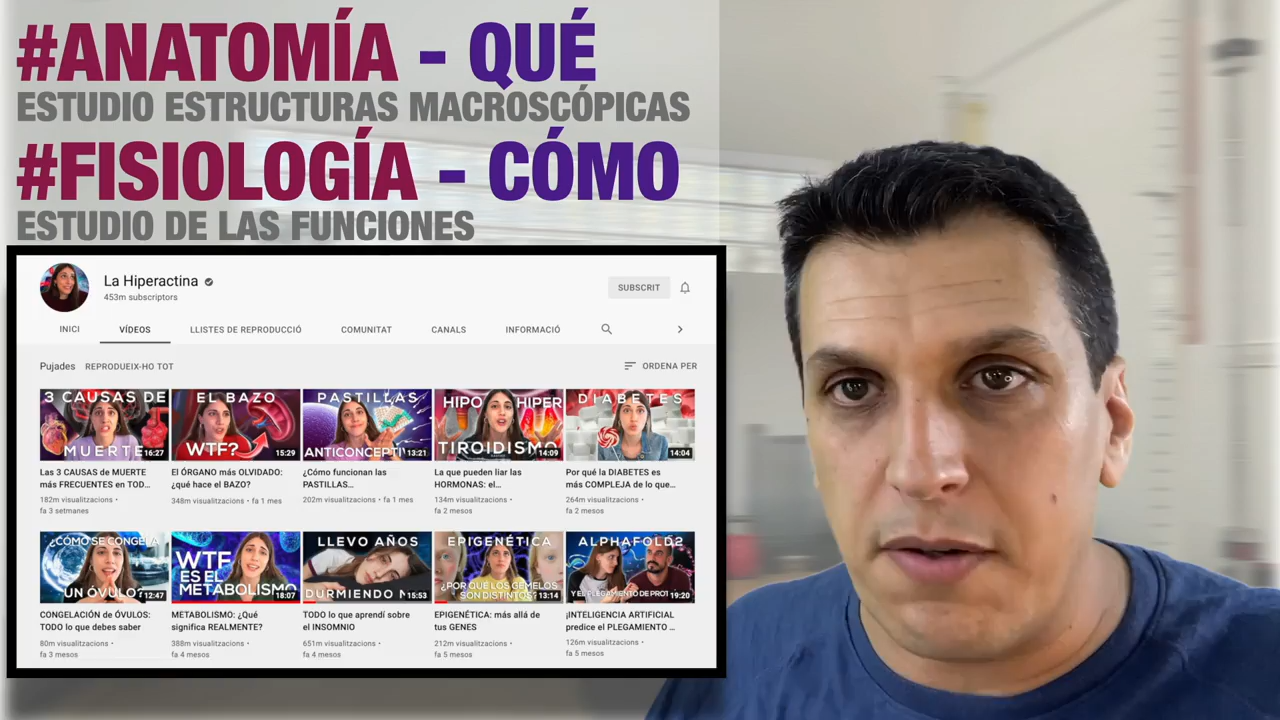 #ANATOMÍA - QUÉ
ESTUDIO ESTRUCTURAS MACROSCÓPICAS
#FISIOLOGÍA - CÓMO
ESTUDIO DE LAS FUNCIONES
La Hiperactina
453m subscriptors
SUBSCRIT
INICI VÍDEOS LLISTES DE REPRODUCCIÓ COMUNITAT CANALS INFORMACIÓ
Pujades REPRODUEIX-HO TOT ORDENA PER
3 CAUSAS DE
MUERTE
16:27
EL BAZO
WTF?
15:29
PASTILLAS
ANTICONCEPTI
13:21
HIPO HIPER
TIROIDISMO
14:09
DIABETES
14:04
Las 3 CAUSAS de MUERTE
más FRECUENTES en TOD...
182m visualitzacions •
fa 3 setmanes
El ÓRGANO más OLVIDADO:
¿qué hace el BAZO?
348m visualitzacions • fa 1 mes
¿Cómo funcionan las
PASTILLAS...
202m visualitzacions • fa 1 mes
La que pueden liar las
HORMONAS: el...
134m visualitzacions •
fa 2 mesos
Por qué la DIABETES es
más COMPLEJA de lo que...
264m visualitzacions •
fa 2 mesos
¿CÓMO SE CONGELA
UN ÓVULO?
12:47
WTF
ES EL
METABOLISMO
18:07
LLEVO AÑOS
DURMIENDO M
15:53
EPIGENÉTICA
¿POR QUÉ LOS GEMELOS
SON DISTINTOS?
13:14
ALPHAFOLD2
Y EL PLEGAMIENTO DE PROT
19:20
CONGELACIÓN de ÓVULOS:
TODO lo que debes saber
80m visualitzacions •
fa 3 mesos
METABOLISMO: ¿Qué
significa REALMENTE?
388m visualitzacions •
fa 4 mesos
TODO lo que aprendí sobre
el INSOMNIO
651m visualitzacions •
fa 4 mesos
EPIGENÉTICA: más allá de
tus GENES
212m visualitzacions •
fa 5 mesos
¡INTELIGENCIA ARTIFICIAL
predice el PLEGAMIENTO ...
126m visualitzacions •
fa 5 mesos